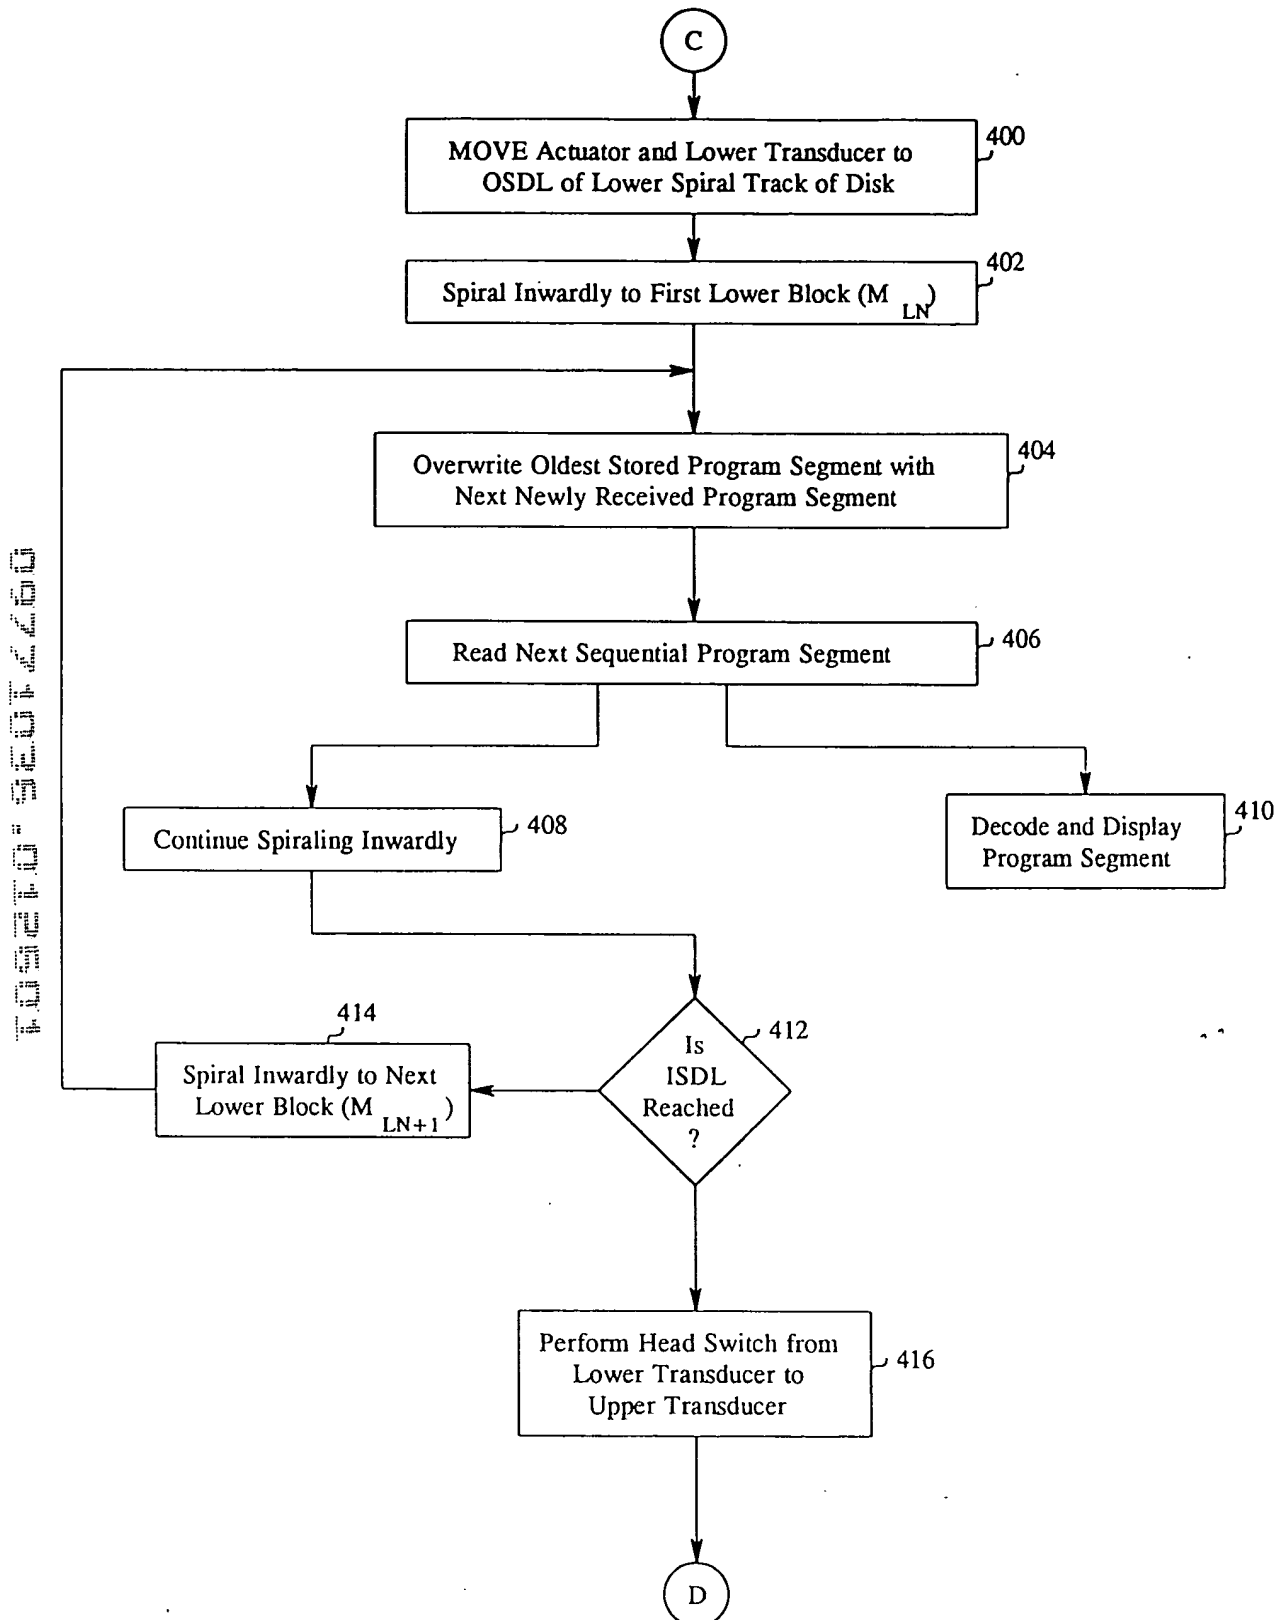 C
MOVE Actuator and Lower Transducer to
OSDL of Lower Spiral Track of Disk
400
Spiral Inwardly to First Lower Block (M LN)
402
Overwrite Oldest Stored Program Segment with
Next Newly Received Program Segment
404
Read Next Sequential Program Segment
406
Continue Spiraling Inwardly
408
Decode and Display
Program Segment
410
Is
ISDL
Reached
?
412
414
Spiral Inwardly to Next
Lower Block (M LN+1)
Perform Head Switch from
Lower Transducer to
Upper Transducer
416
D
09771025.012501